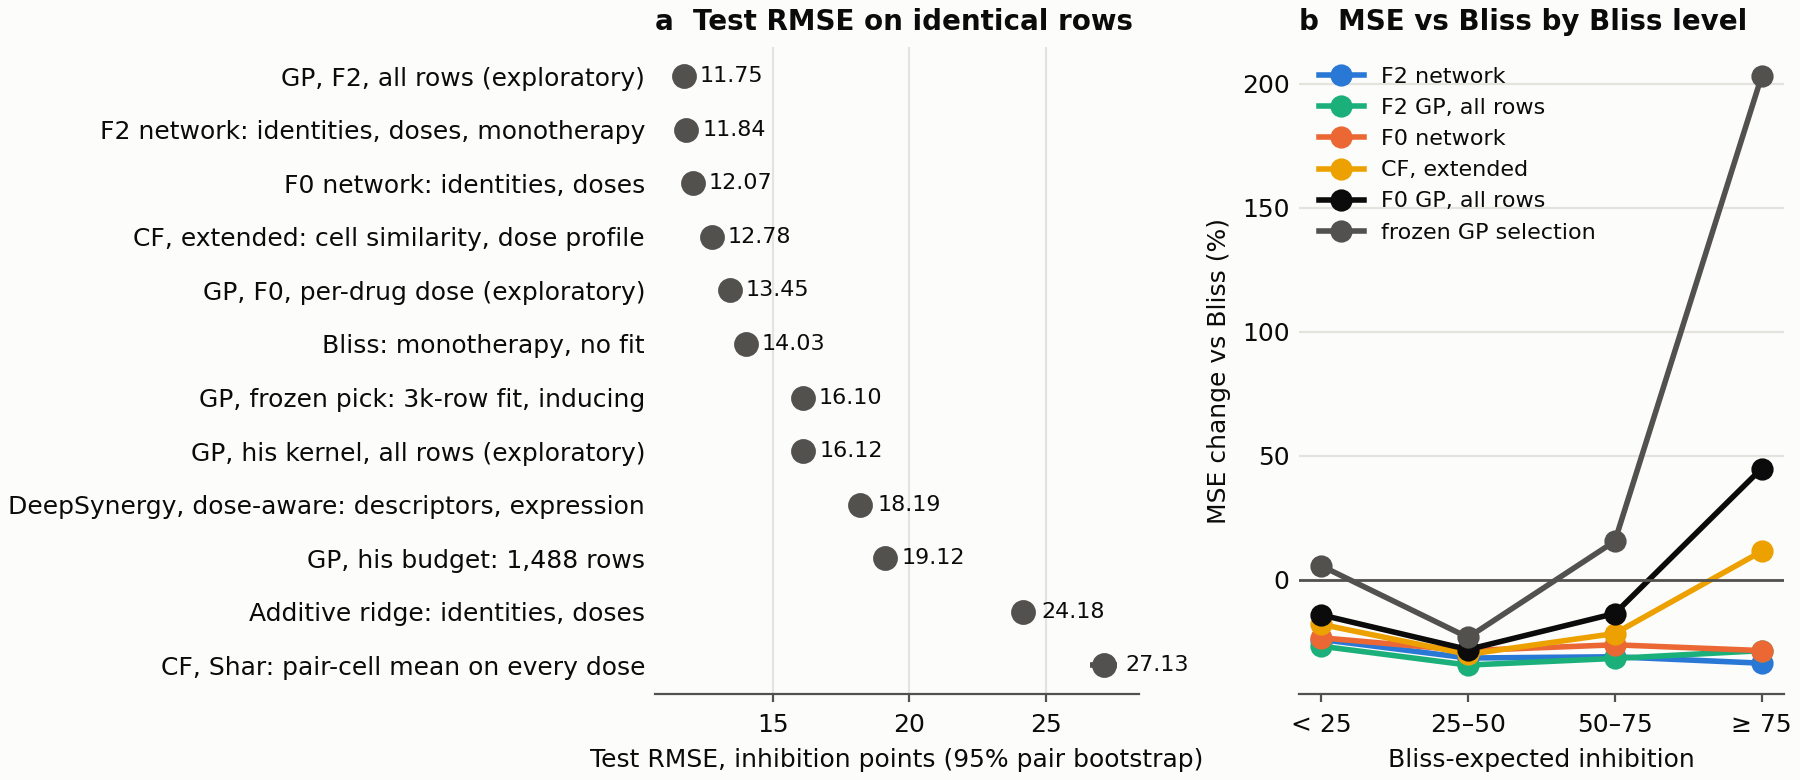 a Test RMSE on identical rows
GP, F2, all rows (exploratory) 11.75
F2 network: identities, doses, monotherapy 11.84
F0 network: identities, doses 12.07
CF, extended: cell similarity, dose profile 12.78
GP, F0, per-drug dose (exploratory) 13.45
Bliss: monotherapy, no fit 14.03
GP, frozen pick: 3k-row fit, inducing 16.10
GP, his kernel, all rows (exploratory) 16.12
DeepSynergy, dose-aware: descriptors, expression 18.19
GP, his budget: 1,488 rows 19.12
Additive ridge: identities, doses 24.18
CF, Shar: pair-cell mean on every dose 27.13
15 20 25
Test RMSE, inhibition points (95% pair bootstrap)
b MSE vs Bliss by Bliss level
F2 network
F2 GP, all rows
F0 network
CF, extended
F0 GP, all rows
frozen GP selection
MSE change vs Bliss (%)
200
150
100
50
0
< 25 25–50 50–75 ≥ 75
Bliss-expected inhibition